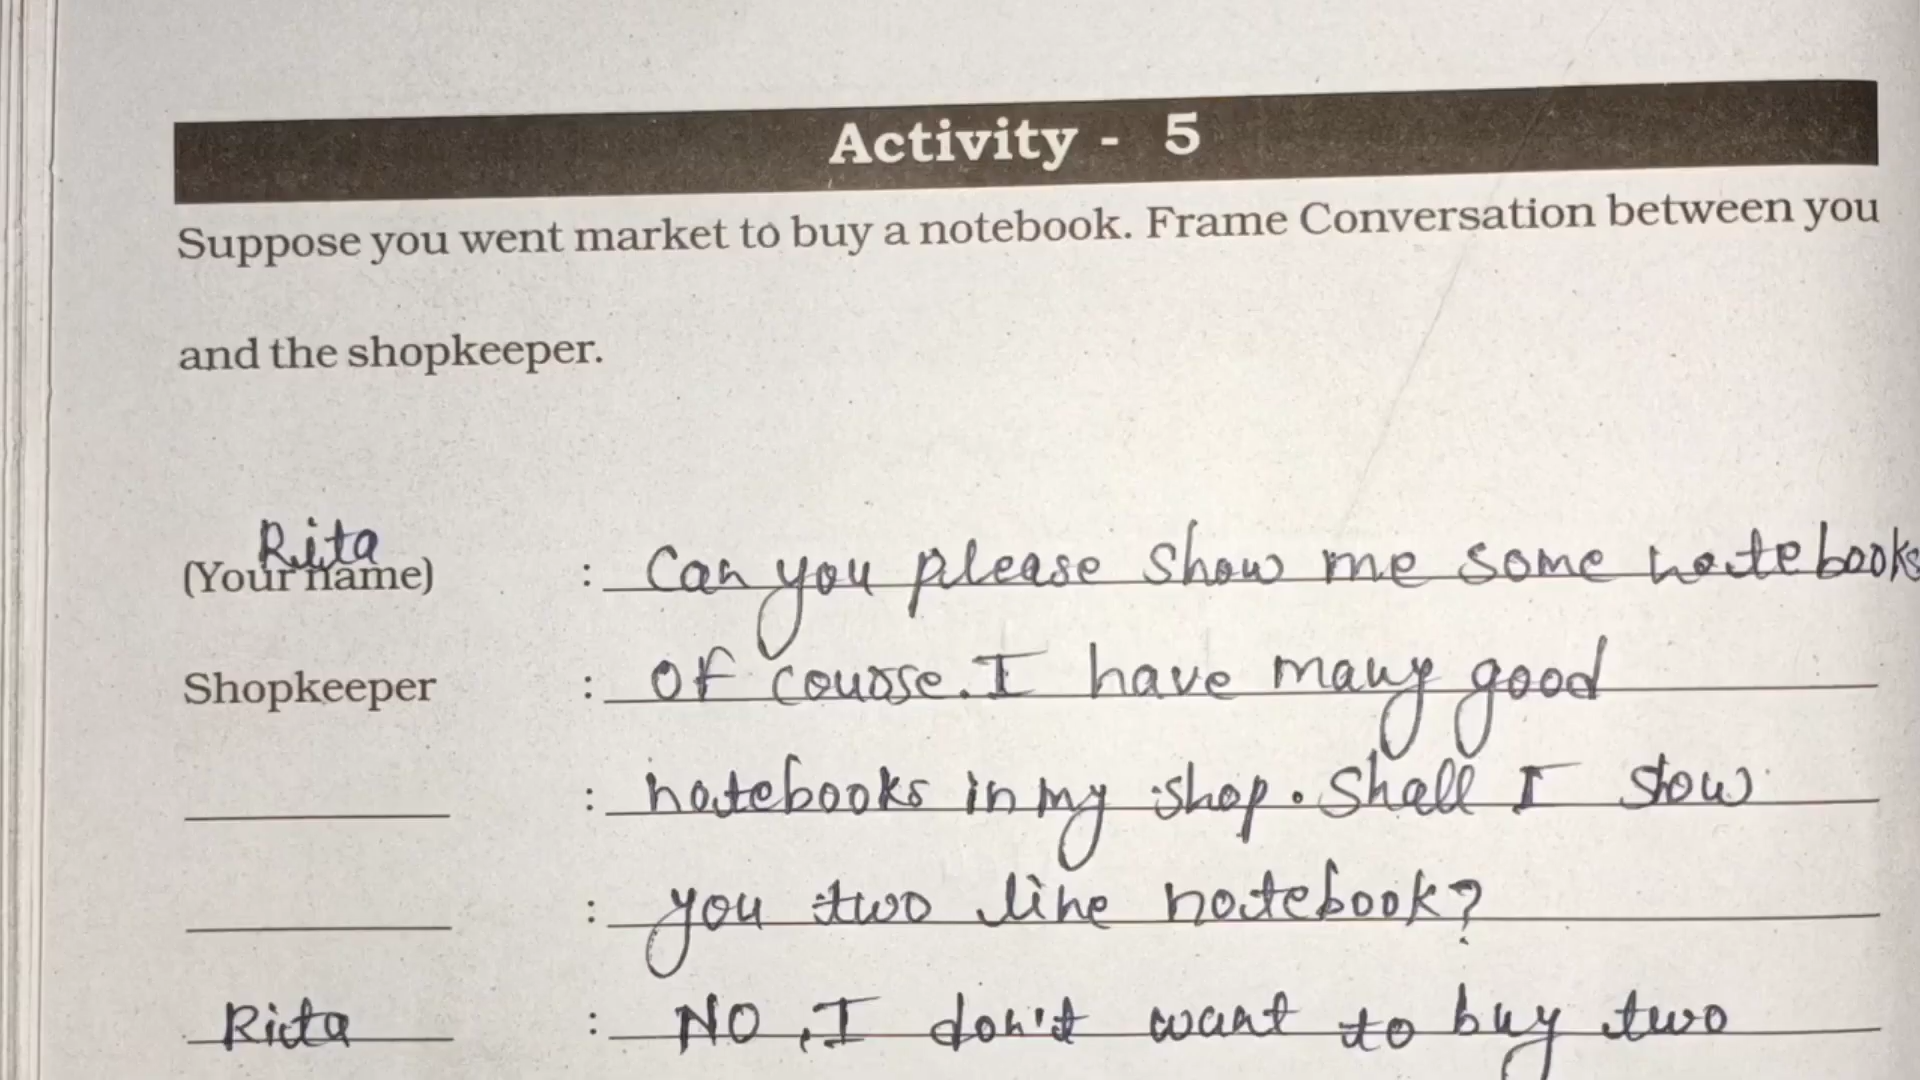 Activity - 5
Suppose you went market to buy a notebook. Frame Conversation between you
and the shopkeeper.
Rita
(Your name) : Can you please show me some notebooks
Shopkeeper : Of course. I have many good
: notebooks in my shop. Shall I show
: you two line notebook?
Rita : NO, I don't want to buy two